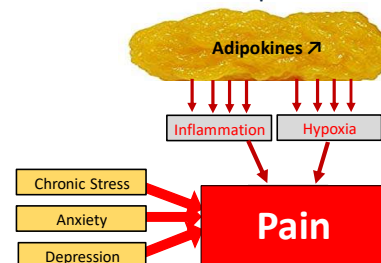 Adipokines ↗
Inflammation
Hypoxia
Chronic Stress
Anxiety
Depression
Pain